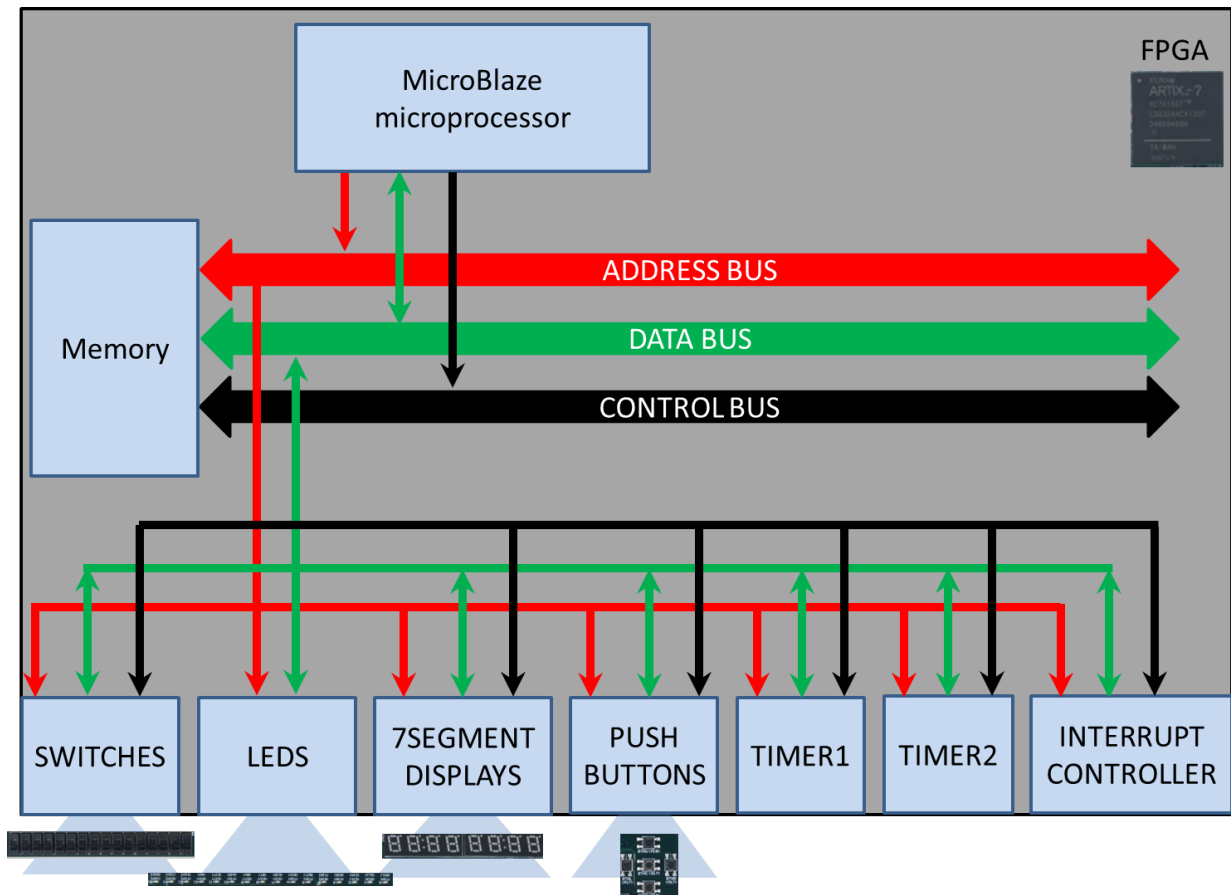 MicroBlaze
microprocessor
FPGA
ARTIX-7
TAIWAN
ADDRESS BUS
Memory
DATA BUS
CONTROL BUS
SWITCHES
LEDS
7SEGMENT
DISPLAYS
PUSH
BUTTONS
TIMER1
TIMER2
INTERRUPT
CONTROLLER